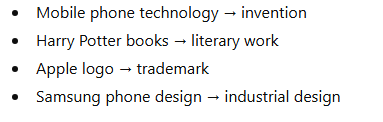 • Mobile phone technology → invention
• Harry Potter books → literary work
• Apple logo → trademark
• Samsung phone design → industrial design